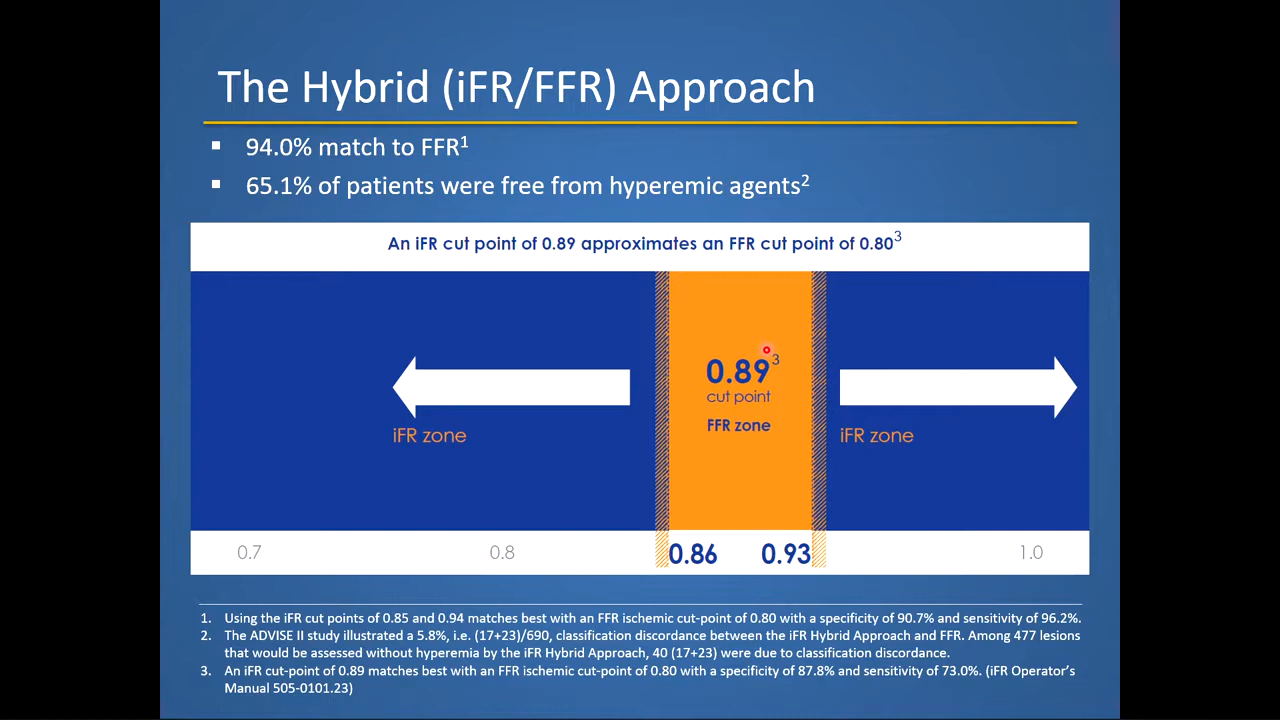 The Hybrid (iFR/FFR) Approach
▪ 94.0% match to FFR¹
▪ 65.1% of patients were free from hyperemic agents²
An iFR cut point of 0.89 approximates an FFR cut point of 0.80³
0.89³
cut point
FFR zone
iFR zone
iFR zone
0.7 0.8 0.86 0.93 1.0
1. Using the iFR cut points of 0.85 and 0.94 matches best with an FFR ischemic cut-point of 0.80 with a specificity of 90.7% and sensitivity of 96.2%.
2. The ADVISE II study illustrated a 5.8%, i.e. (17+23)/690, classification discordance between the iFR Hybrid Approach and FFR. Among 477 lesions
that would be assessed without hyperemia by the iFR Hybrid Approach, 40 (17+23) were due to classification discordance.
3. An iFR cut-point of 0.89 matches best with an FFR ischemic cut-point of 0.80 with a specificity of 87.8% and sensitivity of 73.0%. (iFR Operator’s
Manual 505-0101.23)